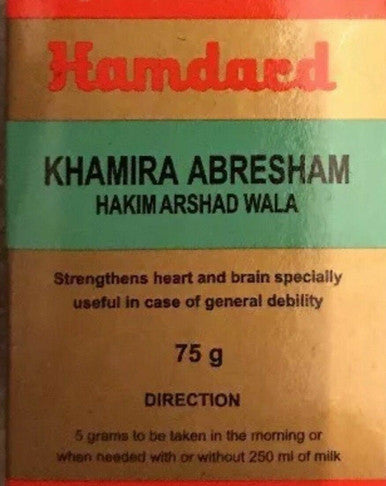 Hamdard
KHAMIRA ABRESHAM
HAKIM ARSHAD WALA
Strengthens heart and brain specially
useful in case of general debility
75 g
DIRECTION
5 grams to be taken in the morning or
when needed with or without 250 ml of milk